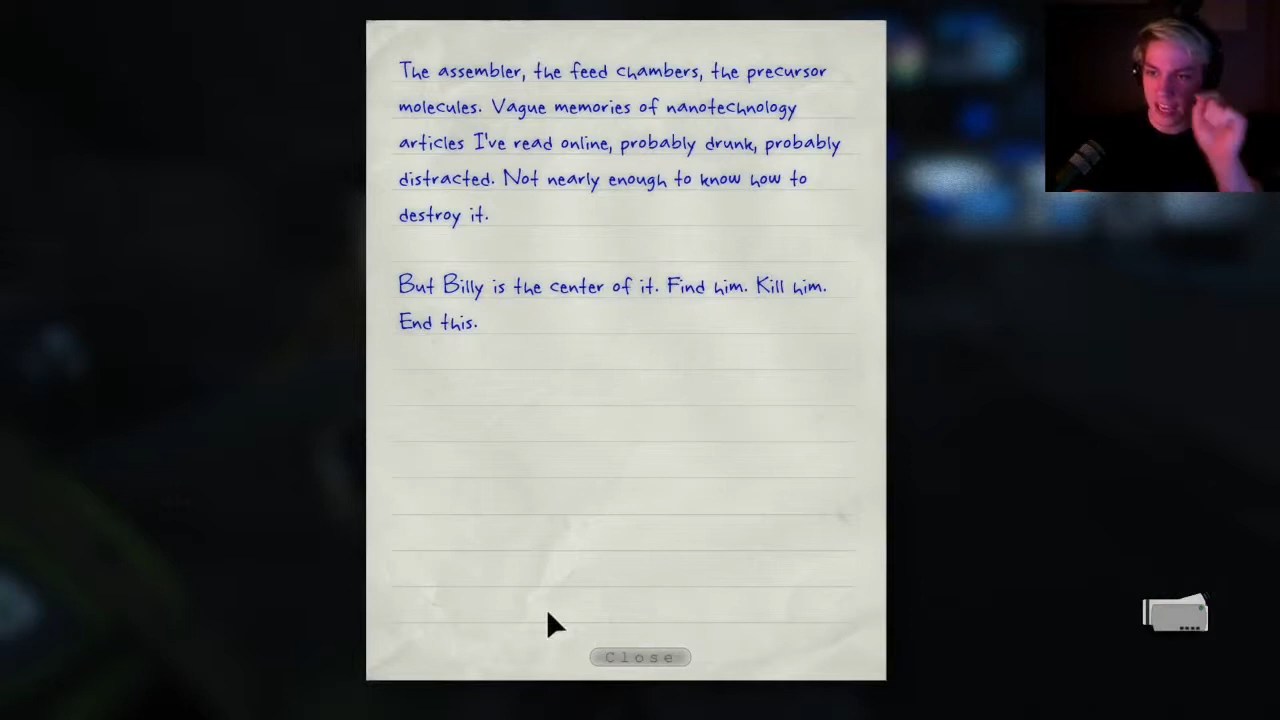 The assembler, the feed chambers, the precursor
molecules. Vague memories of nanotechnology
articles I've read online, probably drunk, probably
distracted. Not nearly enough to know how to
destroy it.
But Billy is the center of it. Find him. Kill him.
End this.
Close